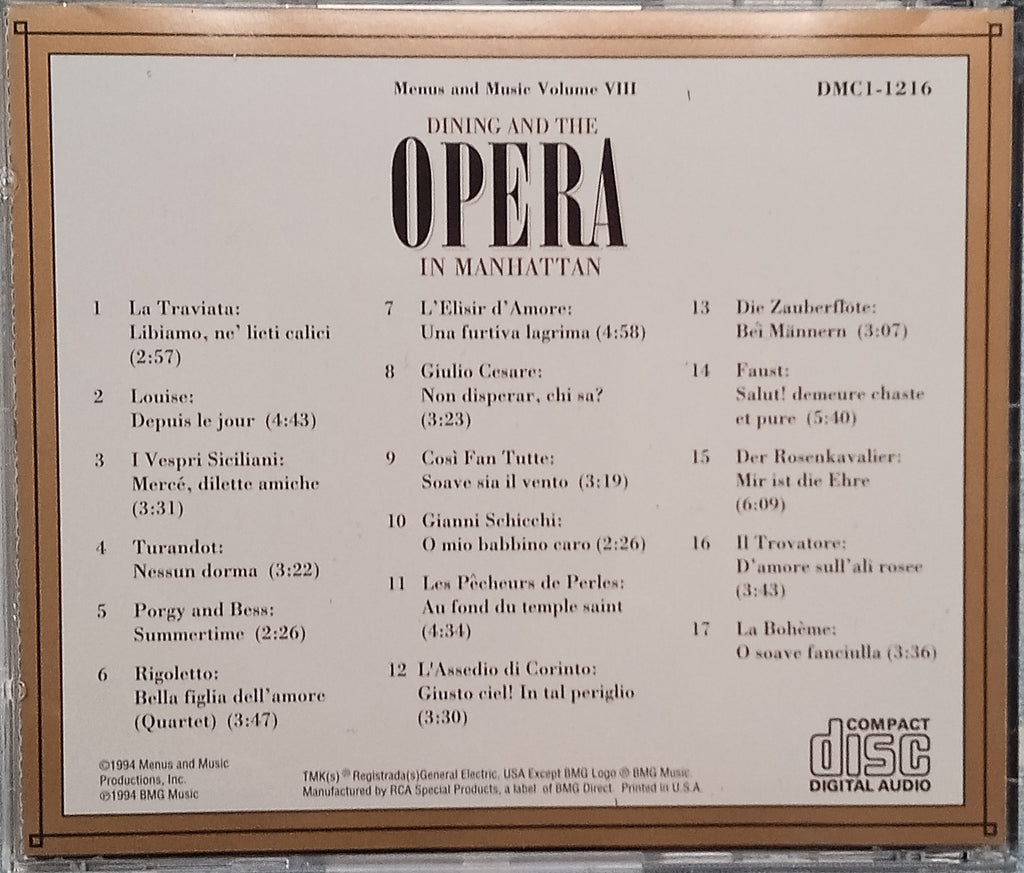 Menus and Music Volume VIII
DMC1-1216
DINING AND THE
OPERA
IN MANHATTAN
1 La Traviata:
Libiamo, ne' lieti calici
(2:57)
2 Louise:
Depuis le jour (4:43)
3 I Vespri Siciliani:
Mercé, dilette amiche
(3:31)
4 Turandot:
Nessun dorma (3:22)
5 Porgy and Bess:
Summertime (2:26)
6 Rigoletto:
Bella figlia dell'amore
(Quartet) (3:47)
7 L'Elisir d'Amore:
Una furtiva lagrima (4:58)
8 Giulio Cesare:
Non disperar, chi sa?
(3:23)
9 Così Fan Tutte:
Soave sia il vento (3:19)
10 Gianni Schicchi:
O mio babbino caro (2:26)
11 Les Pêcheurs de Perles:
Au fond du temple saint
(4:34)
12 L'Assedio di Corinto:
Giusto ciel! In tal periglio
(3:30)
13 Die Zauberflöte:
Bei Männern (3:07)
14 Faust:
Salut! demeure chaste
et pure (5:40)
15 Der Rosenkavalier:
Mir ist die Ehre
(6:09)
16 Il Trovatore:
D'amore sull'ali rosee
(3:43)
17 La Bohème:
O soave fanciulla (3:36)
©1994 Menus and Music
Productions, Inc.
℗1994 BMG Music
TMK(s) ® Registrada(s)General Electric, USA Except BMG Logo ® BMG Music.
Manufactured by RCA Special Products, a label of BMG Direct. Printed in U.S.A.
COMPACT
disc
DIGITAL AUDIO